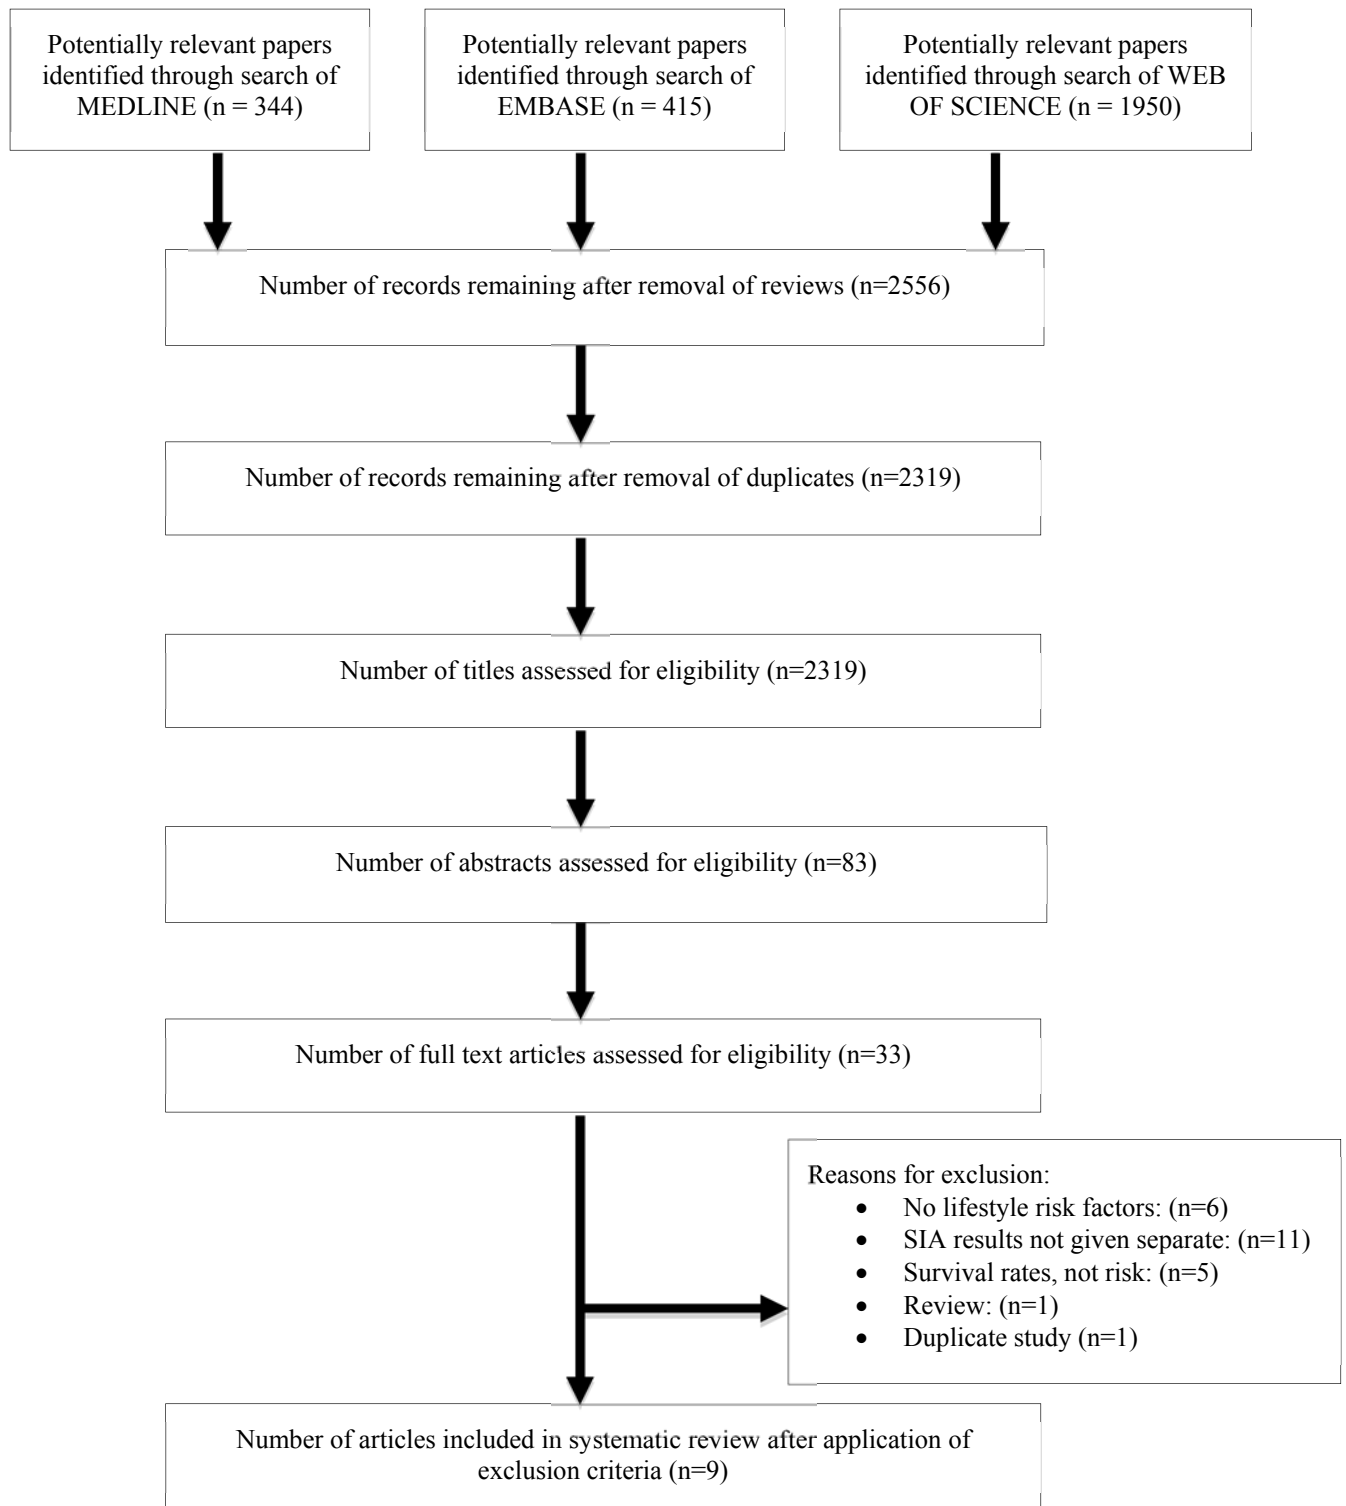 Potentially relevant papers
identified through search of
MEDLINE (n = 344)
Potentially relevant papers
identified through search of
EMBASE (n = 415)
Potentially relevant papers
identified through search of WEB
OF SCIENCE (n = 1950)
Number of records remaining after removal of reviews (n=2556)
Number of records remaining after removal of duplicates (n=2319)
Number of titles assessed for eligibility (n=2319)
Number of abstracts assessed for eligibility (n=83)
Number of full text articles assessed for eligibility (n=33)
Reasons for exclusion:
• No lifestyle risk factors: (n=6)
• SIA results not given separate: (n=11)
• Survival rates, not risk: (n=5)
• Review: (n=1)
• Duplicate study (n=1)
Number of articles included in systematic review after application of
exclusion criteria (n=9)